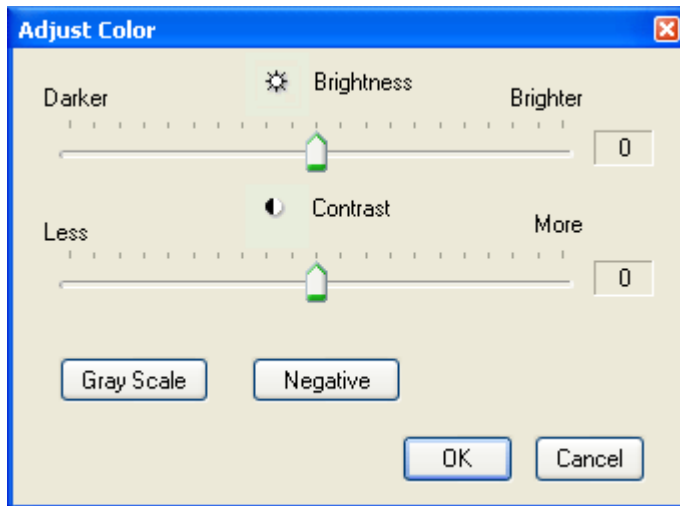 Adjust Color
Brightness
Darker Brighter
0
Contrast
Less More
0
Gray Scale Negative
OK Cancel